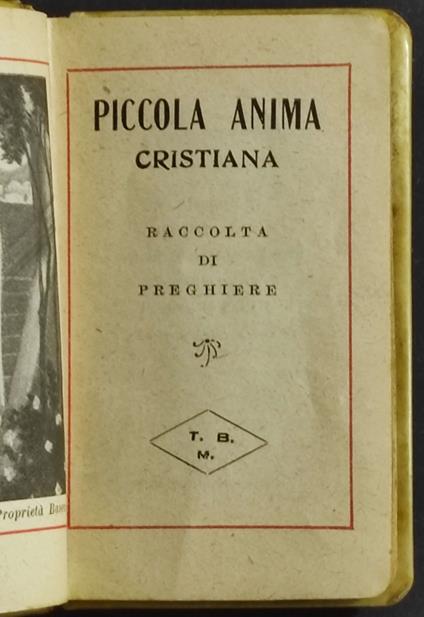 PICCOLA ANIMA
CRISTIANA
RACCOLTA
DI
PREGHIERE
T. B.
M.
Proprietà